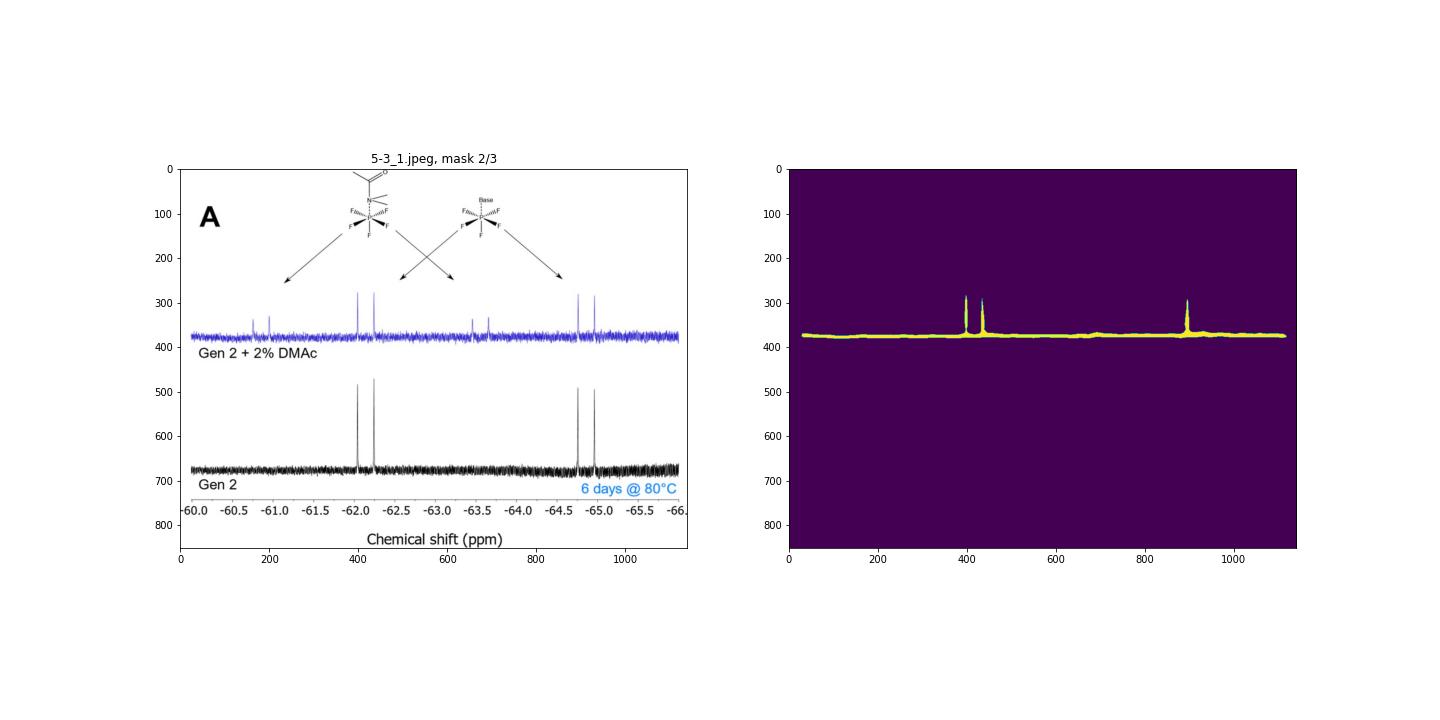 5-3_1.jpeg, mask 2/3
0
100
200
300
400
500
600
700
800
A
O
N
F F
P
F F
F
Base
F F
P
F F
F
Gen 2 + 2% DMAc
Gen 2
6 days @ 80°C
-60.0 -60.5 -61.0 -61.5 -62.0 -62.5 -63.0 -63.5 -64.0 -64.5 -65.0 -65.5 -66.
Chemical shift (ppm)
0 200 400 600 800 1000
0
100
200
300
400
500
600
700
800
0 200 400 600 800 1000